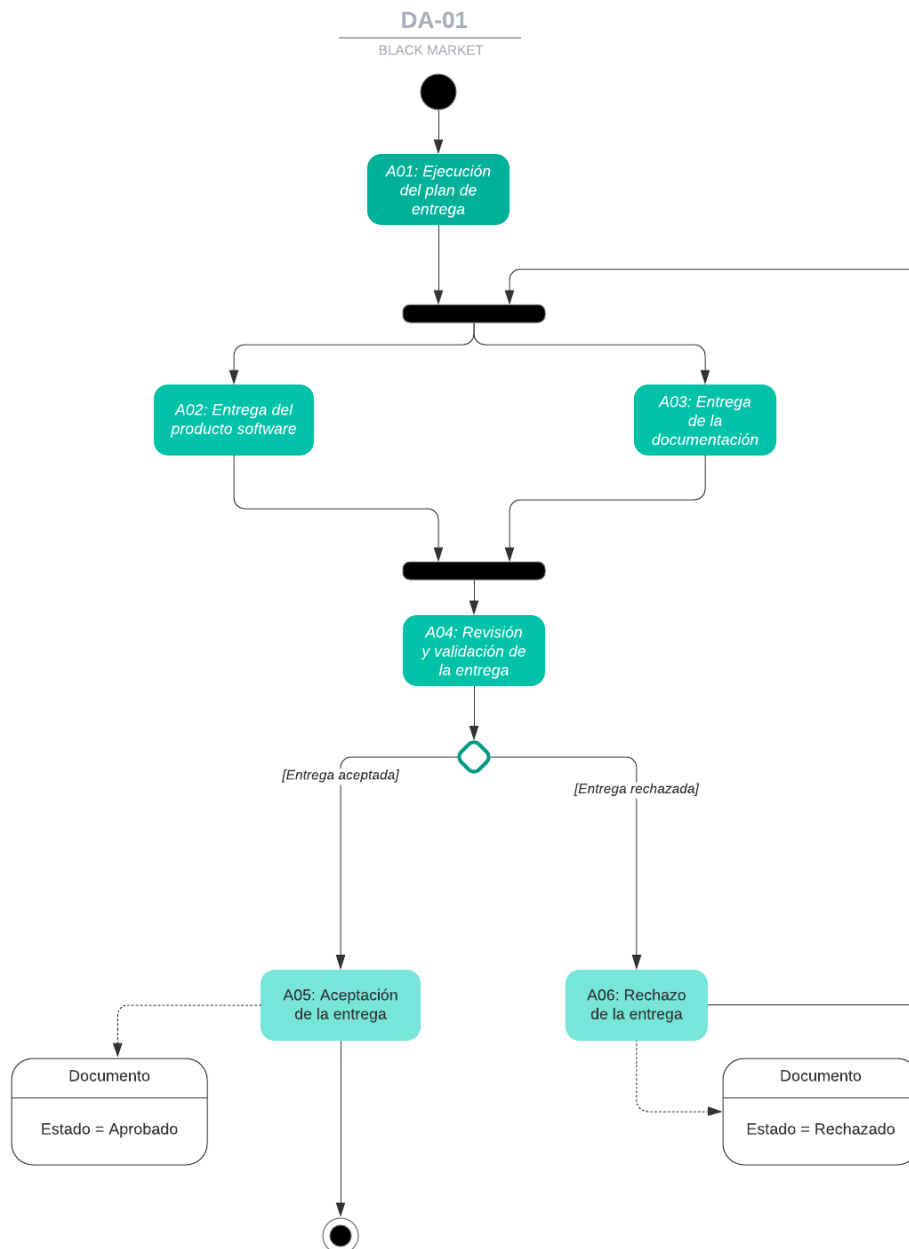 DA-01
BLACK MARKET
A01: Ejecución
del plan de
entrega
A02: Entrega del
producto software
A03: Entrega
de la
documentación
A04: Revisión
y validación de
la entrega
[Entrega aceptada]
[Entrega rechazada]
A05: Aceptación
de la entrega
A06: Rechazo
de la entrega
Documento
Estado = Aprobado
Documento
Estado = Rechazado